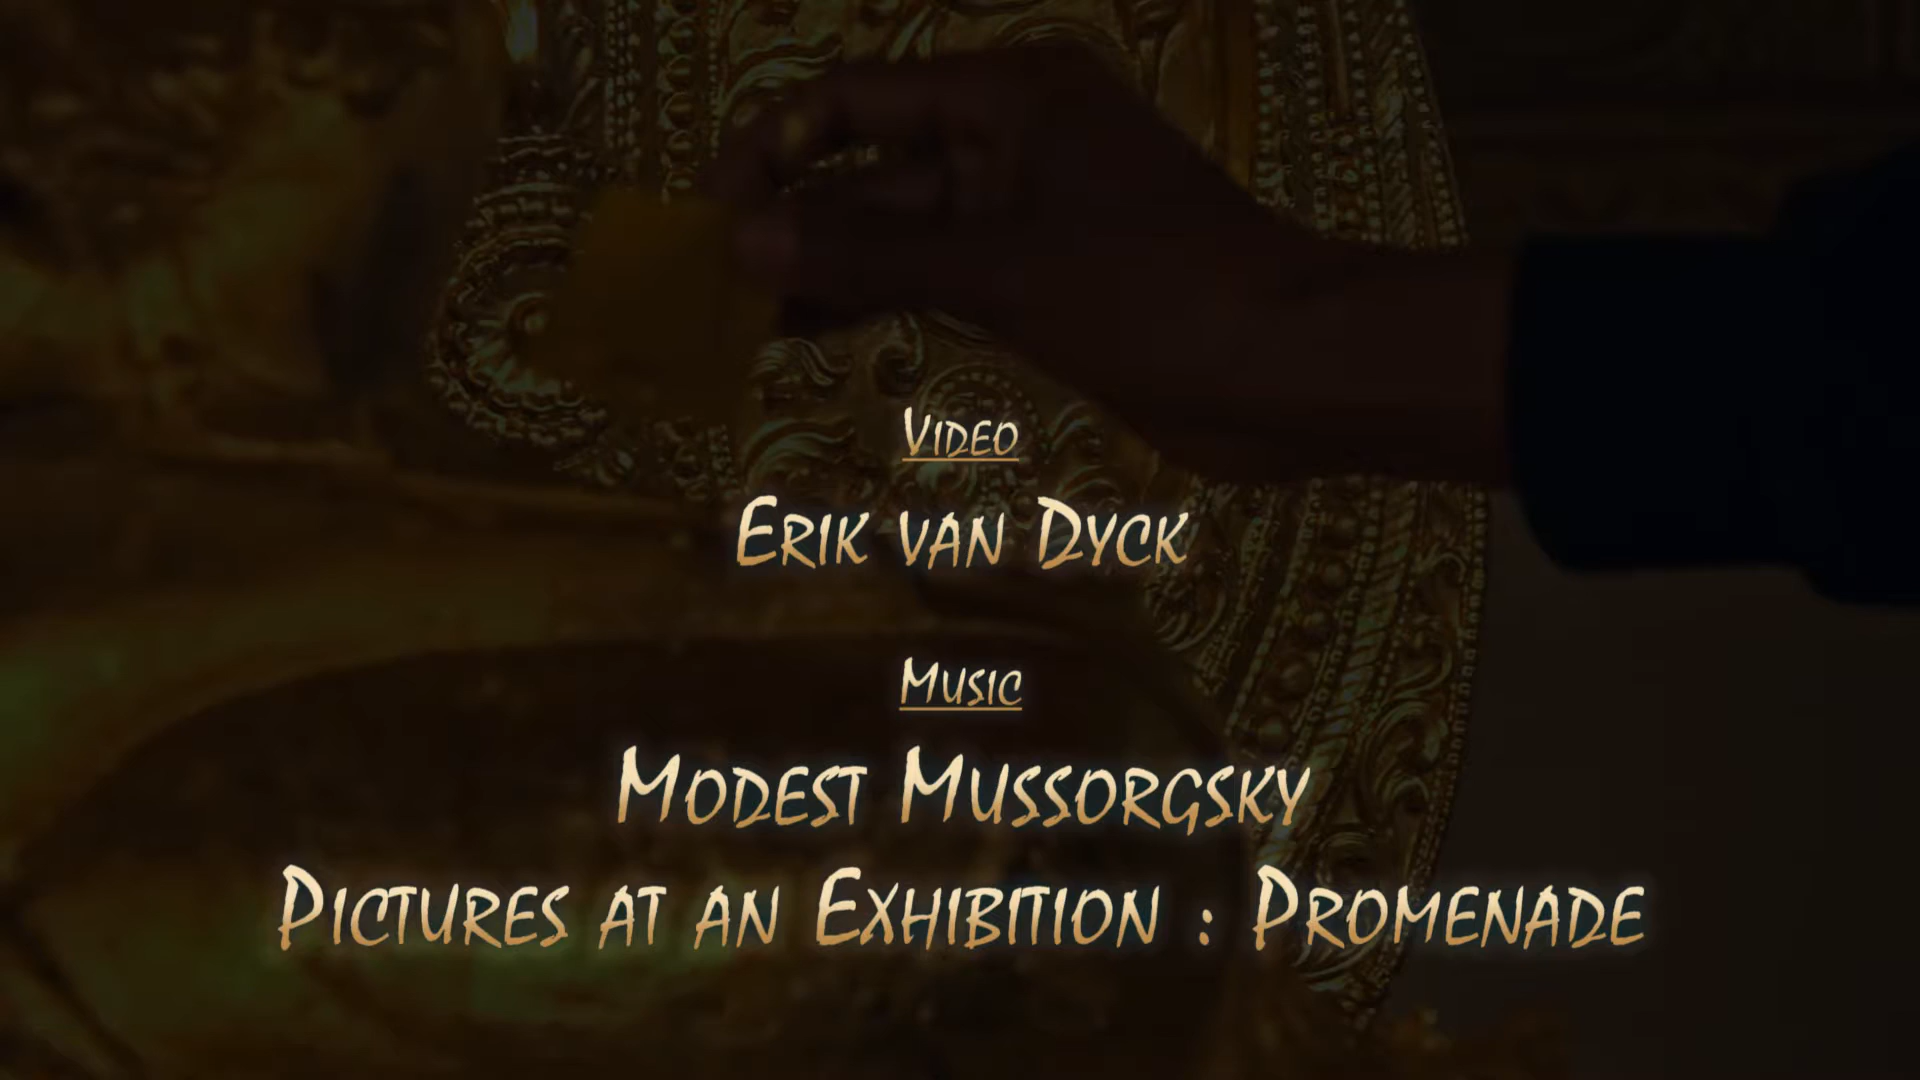 Video
Erik van Dyck
Music
Modest Mussorgsky
Pictures at an Exhibition : Promenade